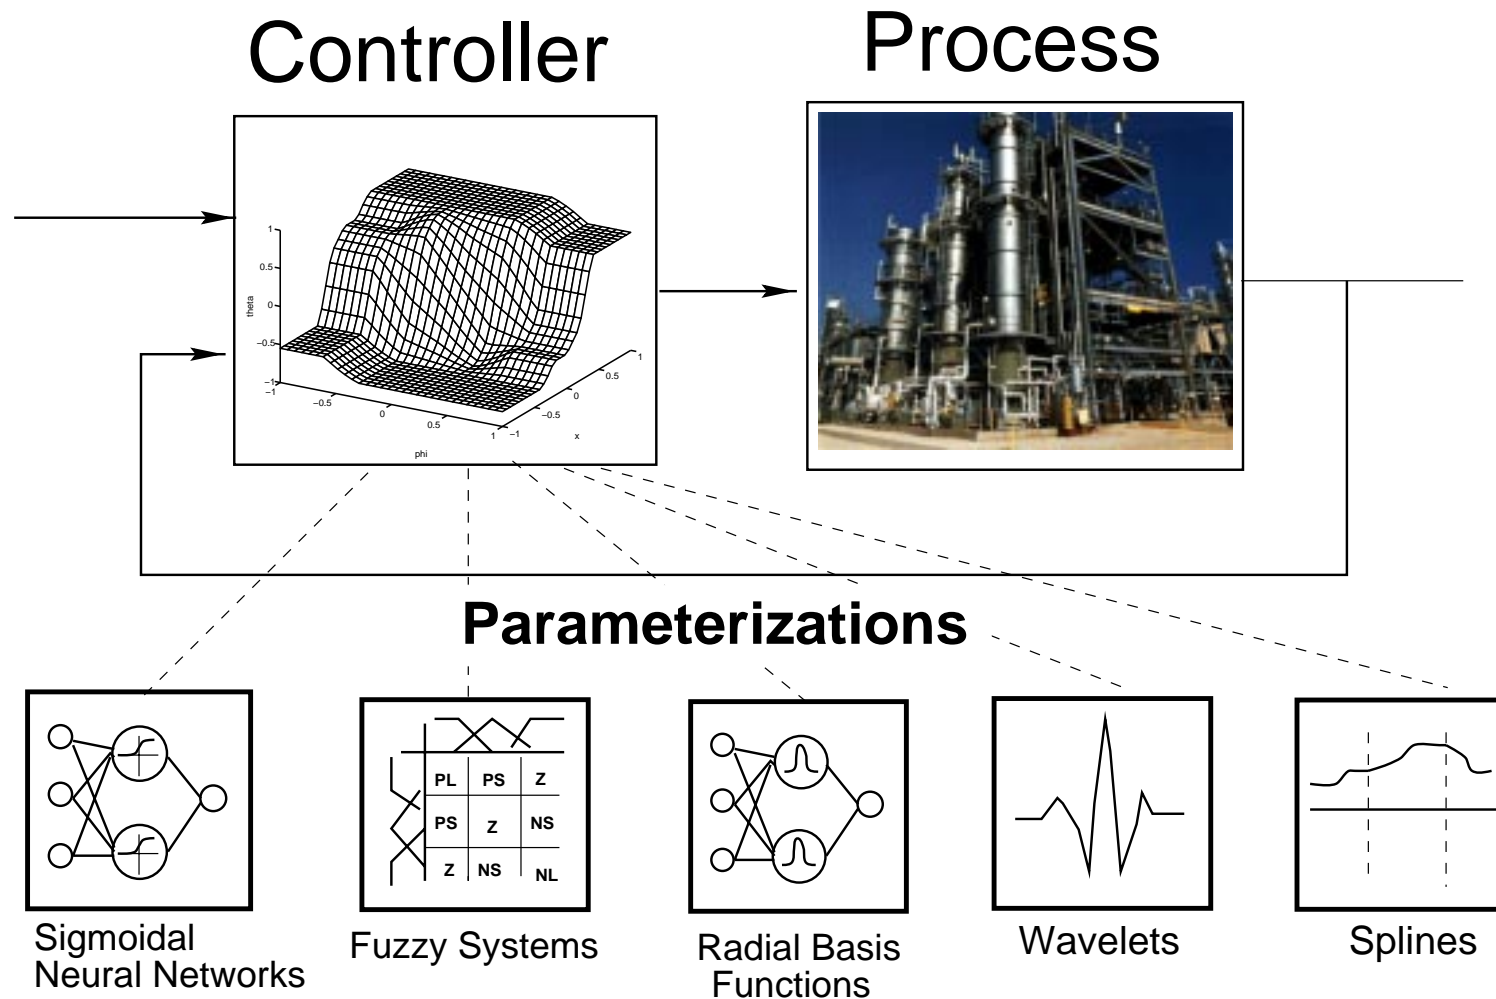 Controller
Process
1
0.5
0
−0.5
−1
theta
−1
−0.5
0
0.5
1
phi
−1
−0.5
0
0.5
1
x
Parameterizations
PL PS Z
PS Z NS
Z NS NL
Sigmoidal
Neural Networks
Fuzzy Systems
Radial Basis
Functions
Wavelets
Splines